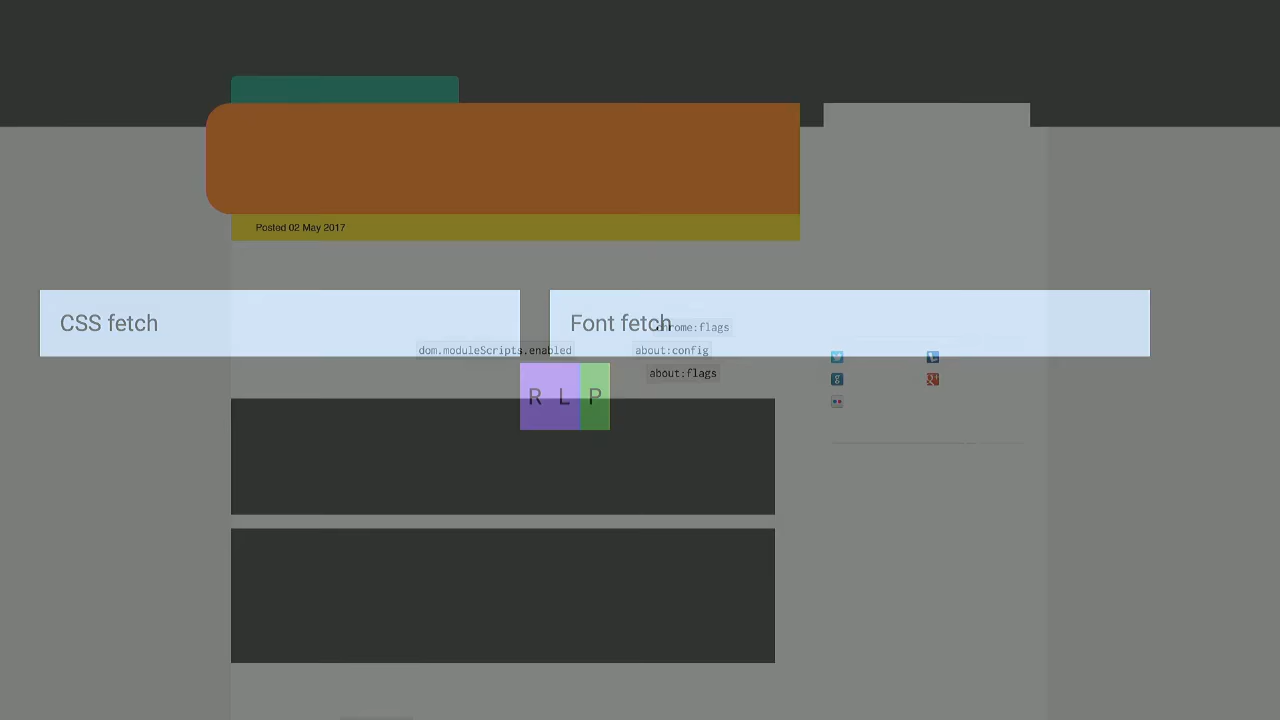 Posted 02 May 2017
CSS fetch
Font fetch
chrome:flags
dom.moduleScripts.enabled
about:config
about:flags
R L P